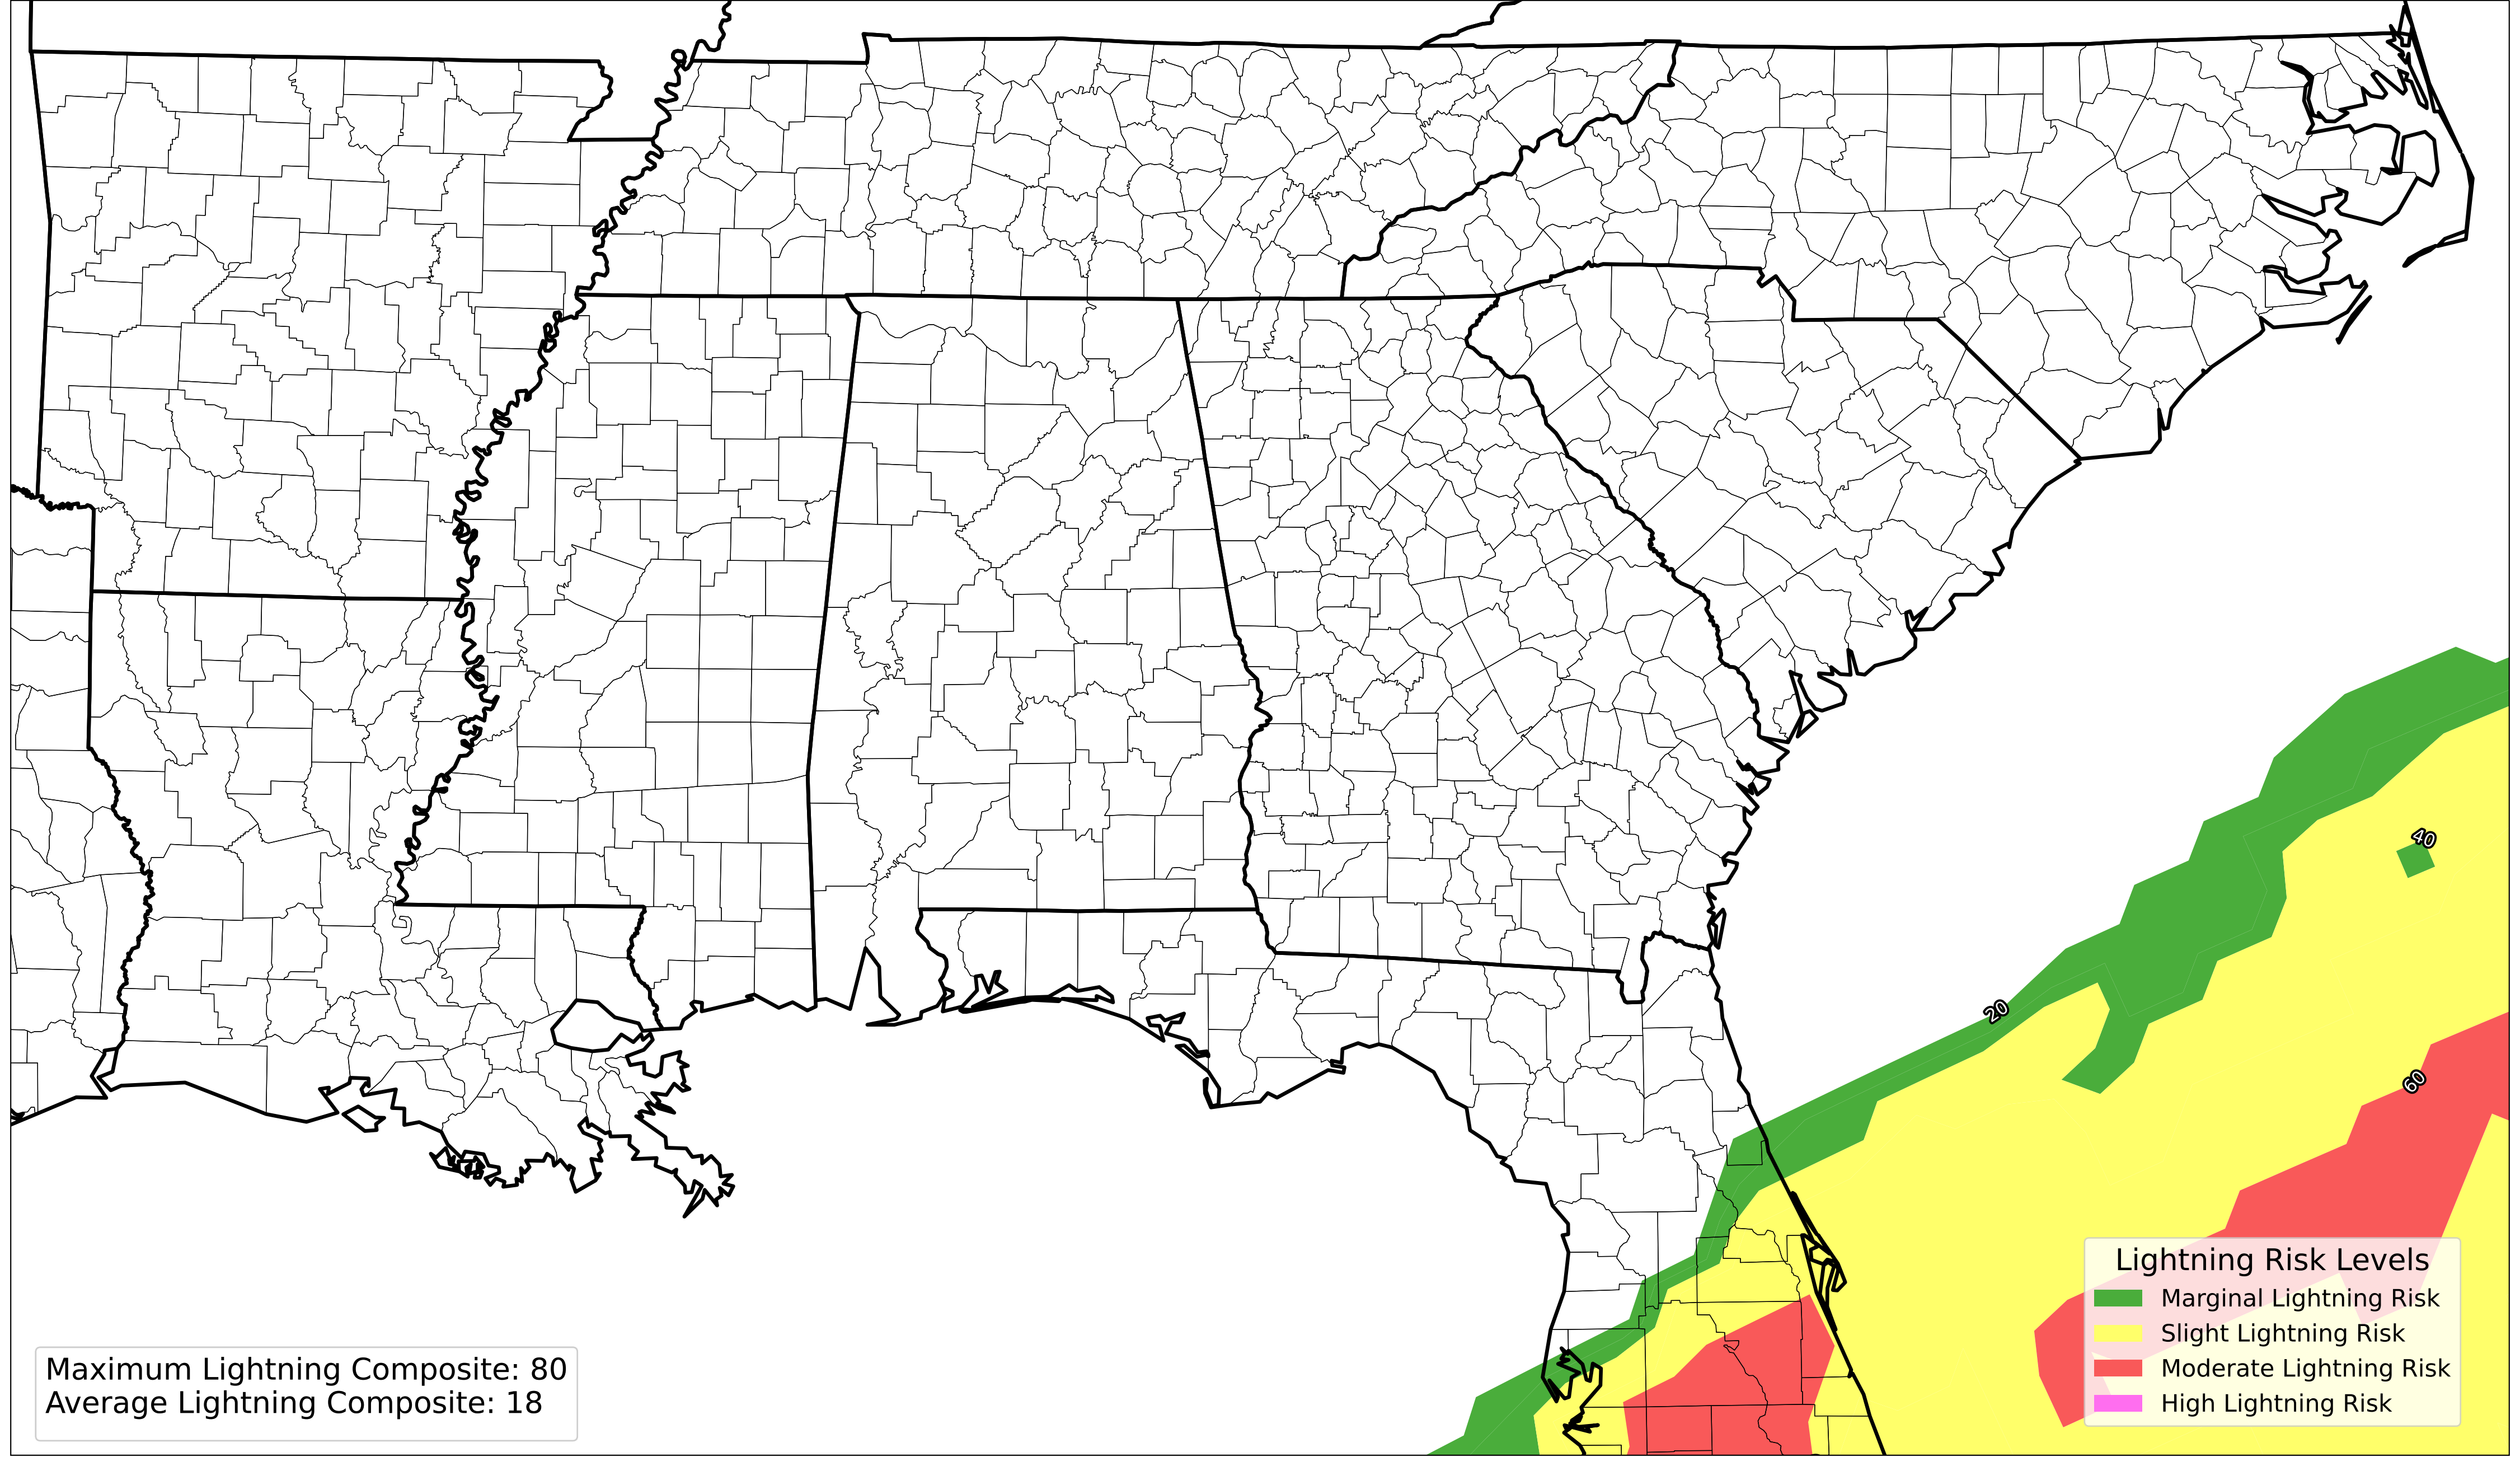 40
20
60
Lightning Risk Levels
Marginal Lightning Risk
Slight Lightning Risk
Moderate Lightning Risk
High Lightning Risk
Maximum Lightning Composite: 80
Average Lightning Composite: 18